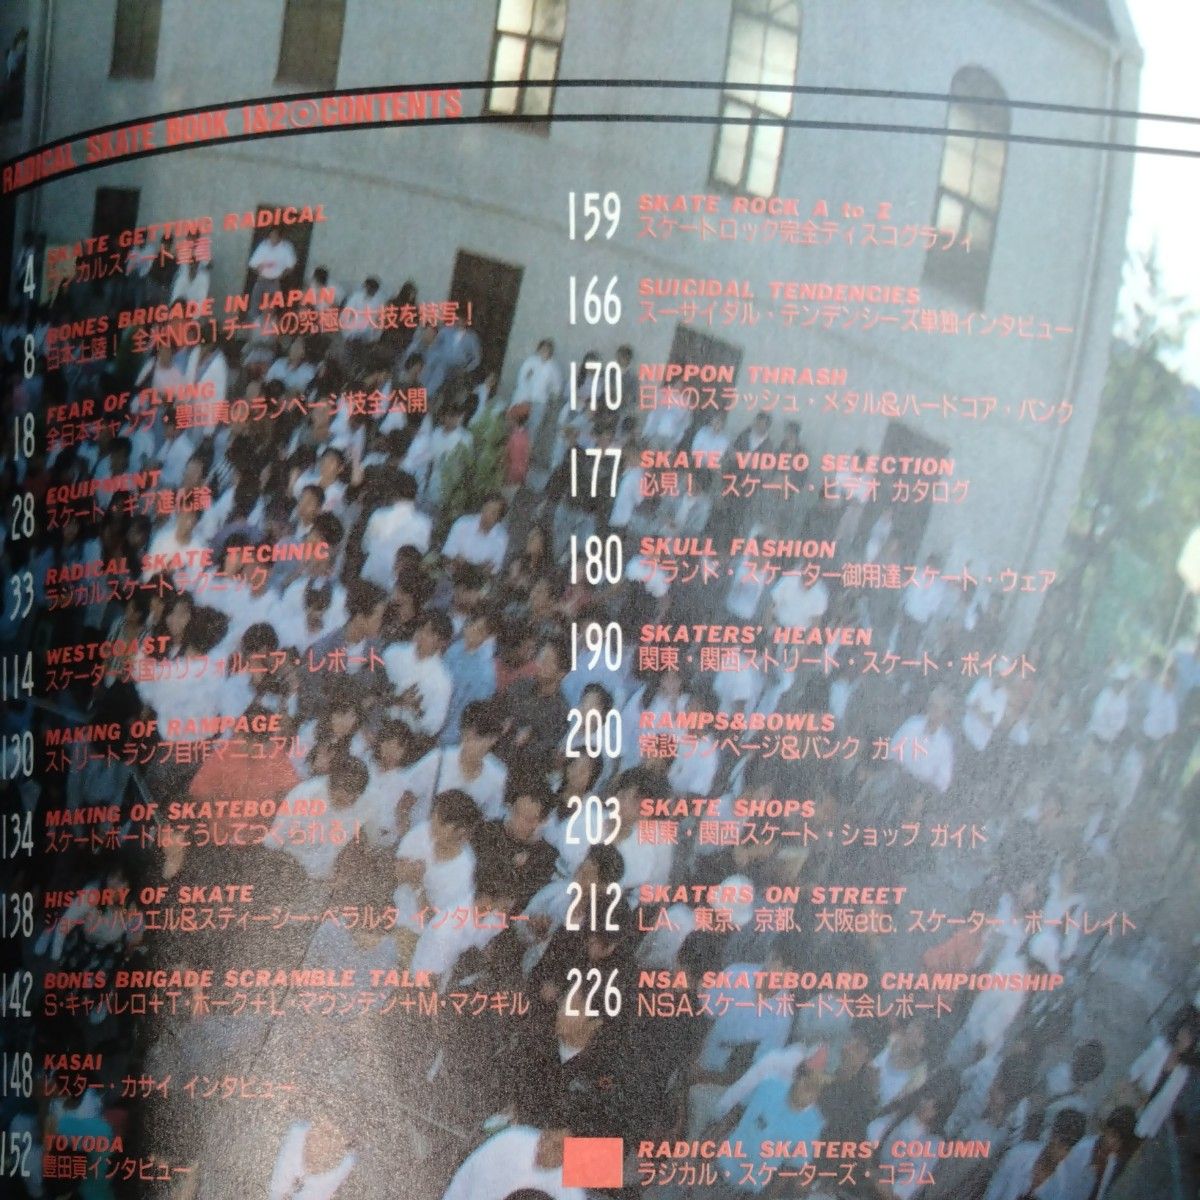 RADICAL SKATE BOOK 1&2 CONTENTS
4 SKATE GETTING RADICAL
ラジカルスケート宣言
8 BONES BRIGADE IN JAPAN
日本上陸! 全米NO.1チームの究極の大技を特写!
18 FEAR OF FLYING
全日本チャンプ・豊田貢のランページ技全公開
28 EQUIPMENT
スケート・ギア進化論
33 RADICAL SKATE TECHNIC
ラジカルスケートテクニック
114 WESTCOAST
スケーター天国カリフォルニア・レポート
130 MAKING OF RAMPAGE
ストリートランプ自作マニュアル
134 MAKING OF SKATEBOARD
スケートボードはこうしてつくられる!
138 HISTORY OF SKATE
ジョージ・パウエル&スティーシー・ペラルタ インタビュー
142 BONES BRIGADE SCRAMBLE TALK
S・キャバレロ+T・ホーク+L・マウンテン+M・マクギル
148 KASAI
レスター・カサイ インタビュー
152 TOYODA
豊田貢インタビュー
159 SKATE ROCK A to Z
スケートロック完全ディスコグラフィ
166 SUICIDAL TENDENCIES
スーサイダル・テンデンシーズ単独インタビュー
170 NIPPON THRASH
日本のスラッシュ・メタル&ハードコア・パンク
177 SKATE VIDEO SELECTION
必見! スケート・ビデオ カタログ
180 SKULL FASHION
ブランド・スケーター御用達スケート・ウェア
190 SKATERS' HEAVEN
関東・関西ストリート・スケート・ポイント
200 RAMPS&BOWLS
常設ランページ&バンク ガイド
203 SKATE SHOPS
関東・関西スケート・ショップ ガイド
212 SKATERS ON STREET
LA、東京、京都、大阪etc. スケーター・ポートレイト
226 NSA SKATEBOARD CHAMPIONSHIP
NSAスケートボード大会レポート
RADICAL SKATERS' COLUMN
ラジカル・スケーターズ・コラム